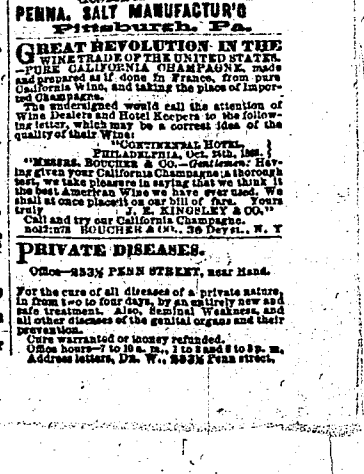 PENNA. SALT MANUFACTUR'G
Pittsburgh, Pa.
GREAT REVOLUTION IN THE
WINE TRADE OF THE UNITED STATES.
—PURE CALIFORNIA CHAMPAGNE, made
and prepared as if done in France, from pure
California Wine, and taking the place of Impor-
ted Champagne.
The undersigned would call the attention of
Wine Dealers and Hotel Keepers to the follow-
ing letter, which may be a correct idea of the
quality of their Wine:
"CONTINENTAL HOTEL,
PHILADELPHIA, Oct. 25th,
"MESSRS. BOUCHER & Co.—Gentlemen: Hav-
ing given your California Champagne a thorough
test, we take pleasure in saying that we think it
the best American Wine we have ever used. We
shall at once place it on our bill of fare. Yours
truly J. E. KINGSLEY & CO."
Call and try our California Champagne.
BOUCHER & CO., 36 Dey st., N. Y
PRIVATE DISEASES.
Office—253½ PENN STREET, near Hand.
For the cure of all diseases of a private nature,
in from two to four days, by an entirely new and
safe treatment. Also, Seminal Weakness, and
all other diseases of the genital organs and their
prevention.
Cure warranted or money refunded.
Office hours—7 to 10 a. m., 1 to 3 and 6 to 8 p. m.
Address letters, DR. W., 253½ Penn street.